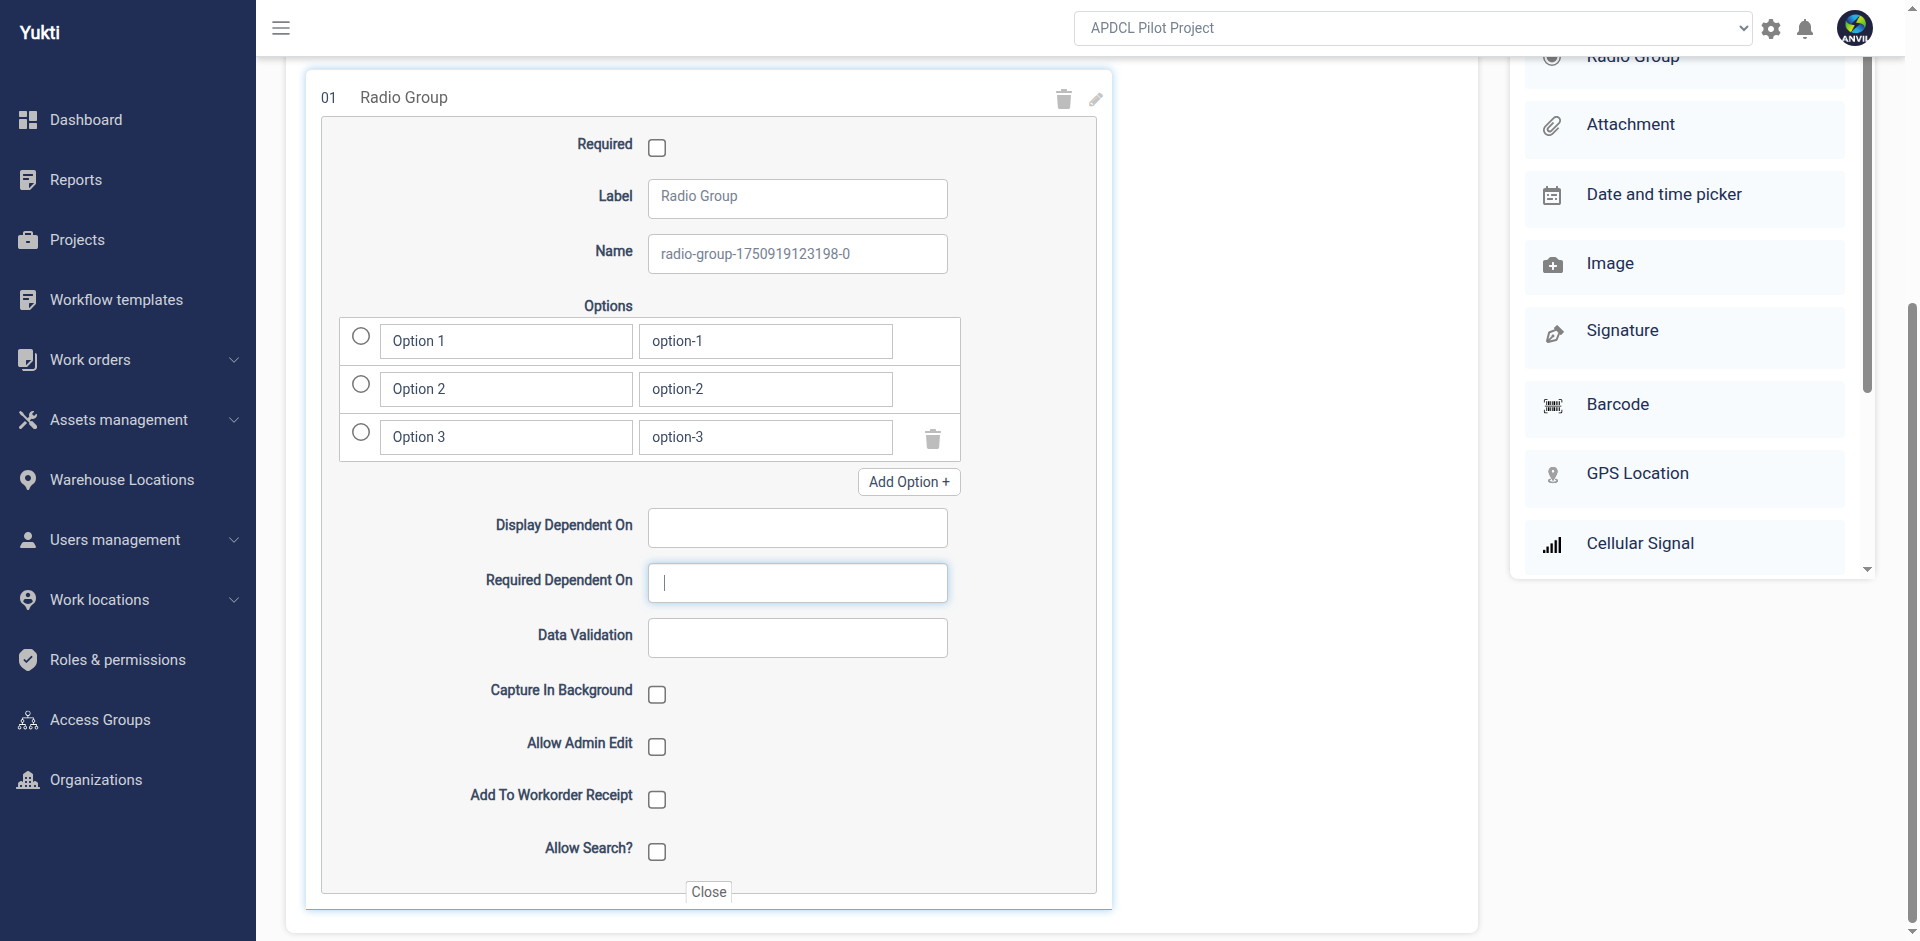 Yukti
APDCL Pilot Project
ANVIL
Dashboard
Reports
Projects
Workflow templates
Work orders
Assets management
Warehouse Locations
Users management
Work locations
Roles & permissions
Access Groups
Organizations
01 Radio Group
Required
Label Radio Group
Name radio-group-1750919123198-0
Options
Option 1 option-1
Option 2 option-2
Option 3 option-3
Add Option +
Display Dependent On
Required Dependent On
Data Validation
Capture In Background
Allow Admin Edit
Add To Workorder Receipt
Allow Search?
Close
Radio Group
Attachment
Date and time picker
Image
Signature
Barcode
GPS Location
Cellular Signal